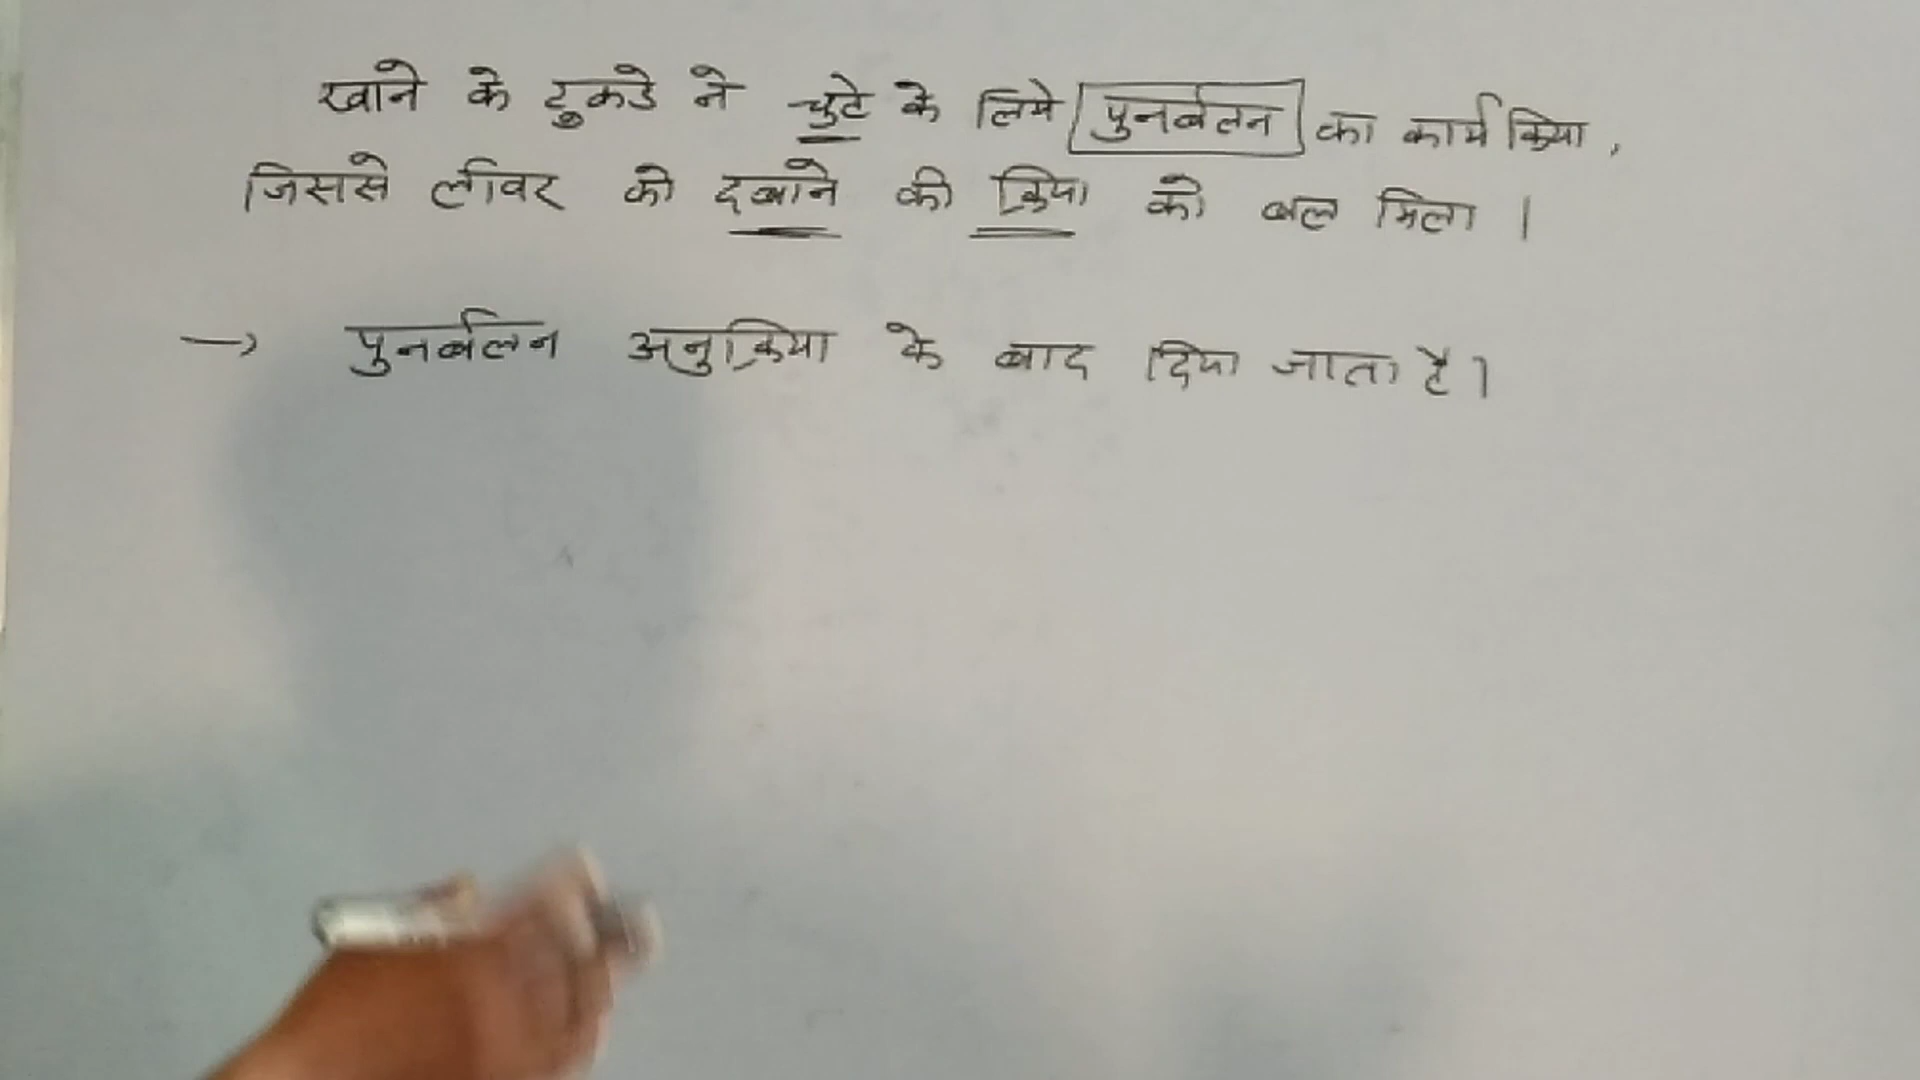 खाने के टुकडे ने चुटे के लिये पुनर्बलन का कार्य किया,
जिससे लीवर को दबाने की क्रिया को बल मिला।
→ पुनर्बलन अनुक्रिया के बाद दिया जाता है।